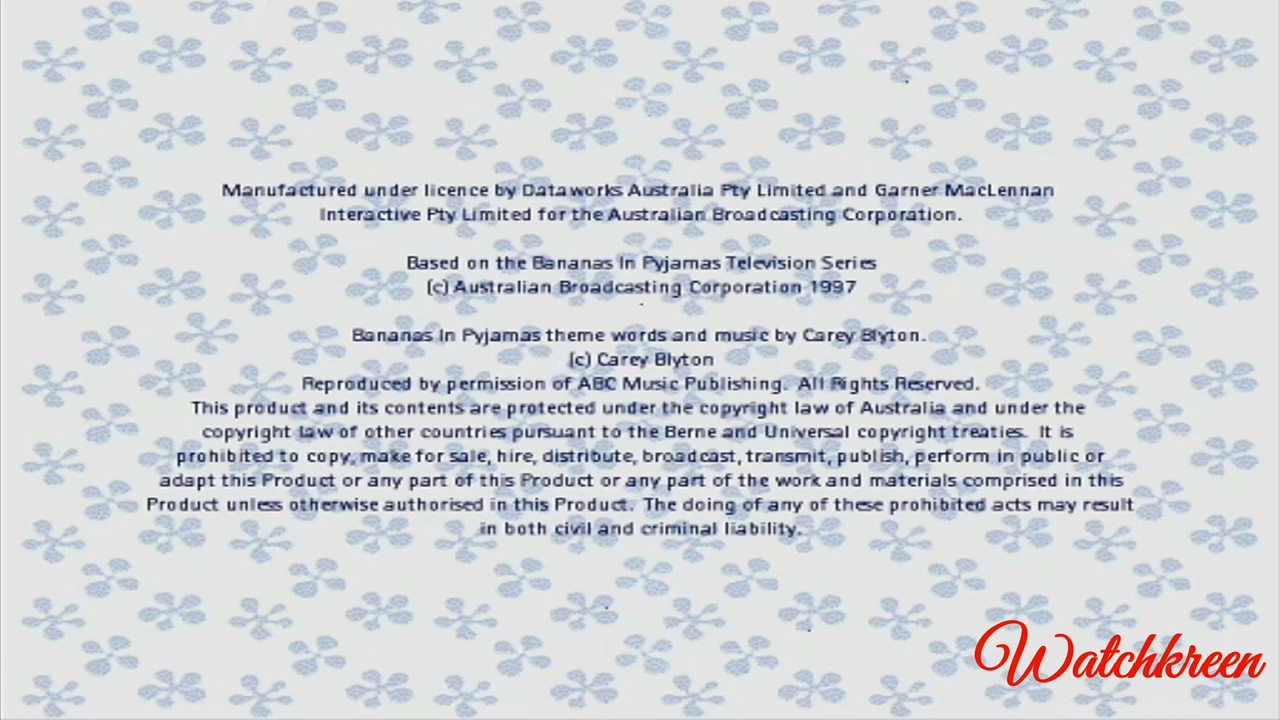 Manufactured under licence by Dataworks Australia Pty Limited and Garner MacLennan
Interactive Pty Limited for the Australian Broadcasting Corporation.
Based on the Bananas In Pyjamas Television Series
(c) Australian Broadcasting Corporation 1997
Bananas In Pyjamas theme words and music by Carey Blyton.
(c) Carey Blyton
Reproduced by permission of ABC Music Publishing. All Rights Reserved.
This product and its contents are protected under the copyright law of Australia and under the
copyright law of other countries pursuant to the Berne and Universal copyright treaties. It is
prohibited to copy, make for sale, hire, distribute, broadcast, transmit, publish, perform in public or
adapt this Product or any part of this Product or any part of the work and materials comprised in this
Product unless otherwise authorised in this Product. The doing of any of these prohibited acts may result
in both civil and criminal liability.
Watchkreen